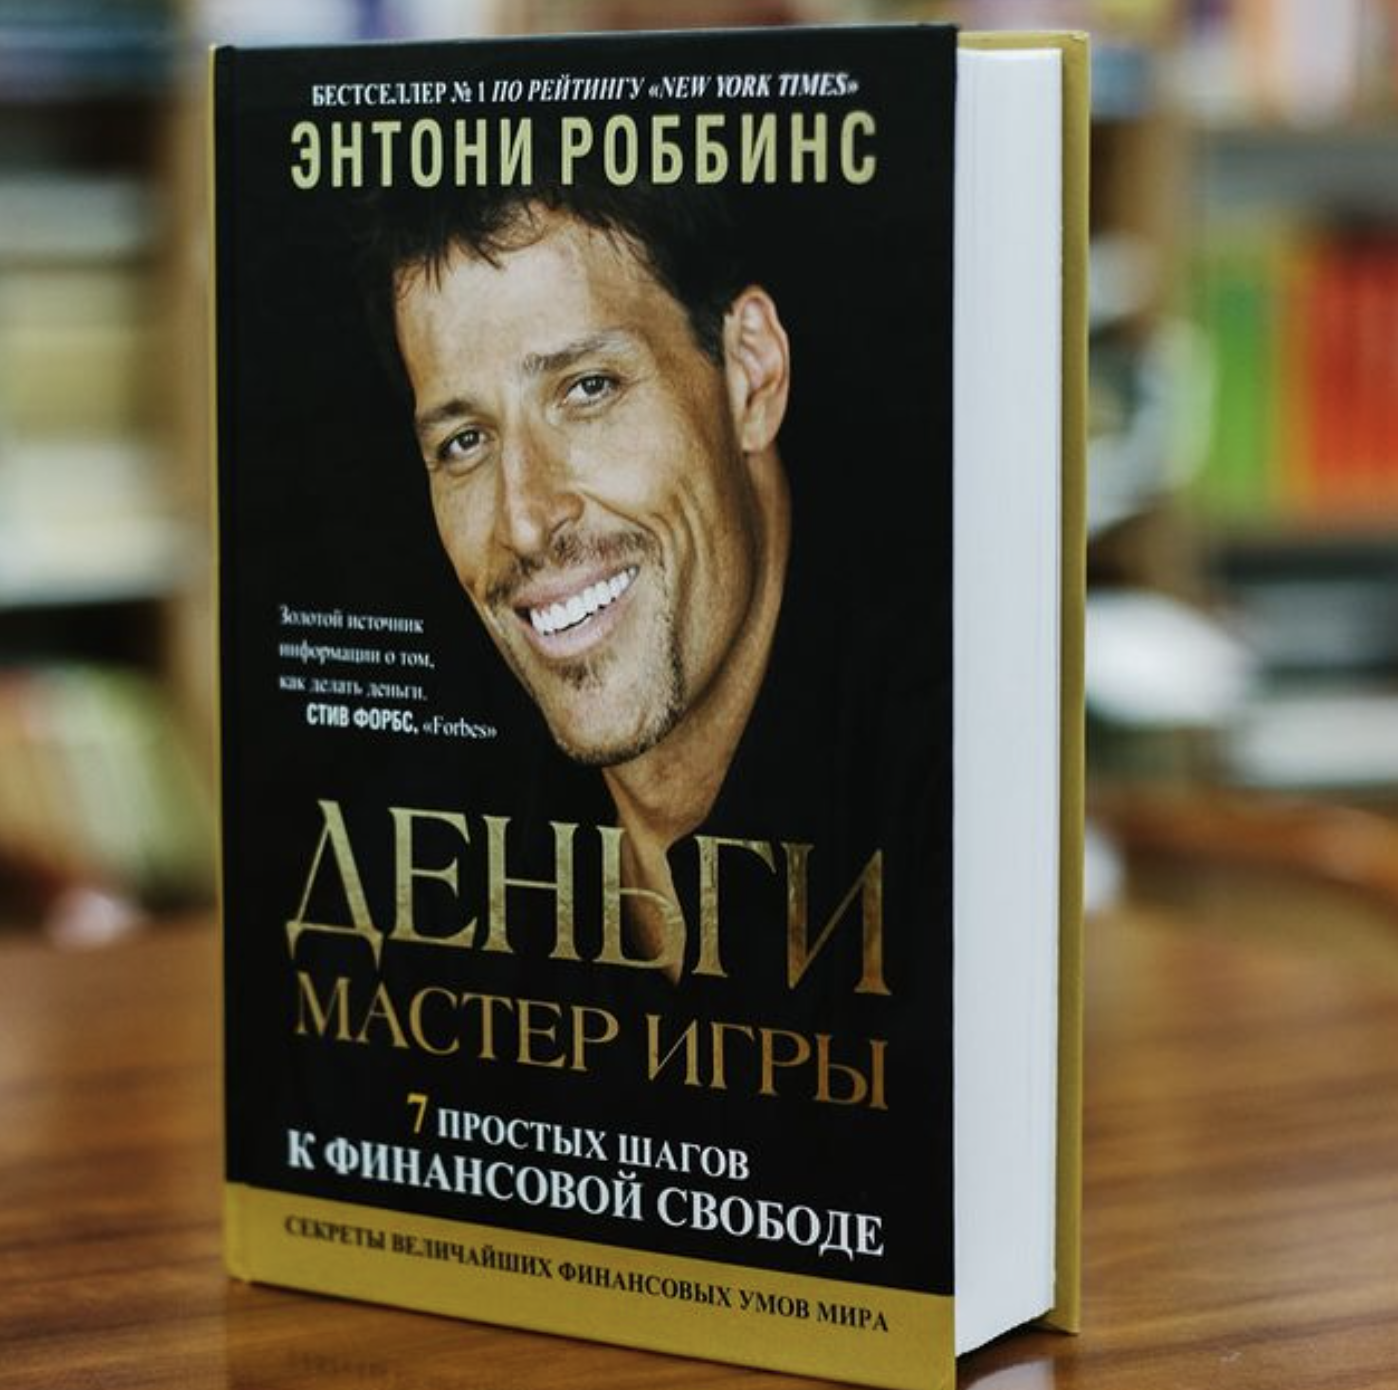 БЕСТСЕЛЛЕР № 1 ПО РЕЙТИНГУ «NEW YORK TIMES»
ЭНТОНИ РОББИНС
Золотой источник
информации о том,
как делать деньги.
СТИВ ФОРБС, «Forbes»
ДЕНЬГИ
МАСТЕР ИГРЫ
7 ПРОСТЫХ ШАГОВ
К ФИНАНСОВОЙ СВОБОДЕ
СЕКРЕТЫ ВЕЛИЧАЙШИХ ФИНАНСОВЫХ УМОВ МИРА